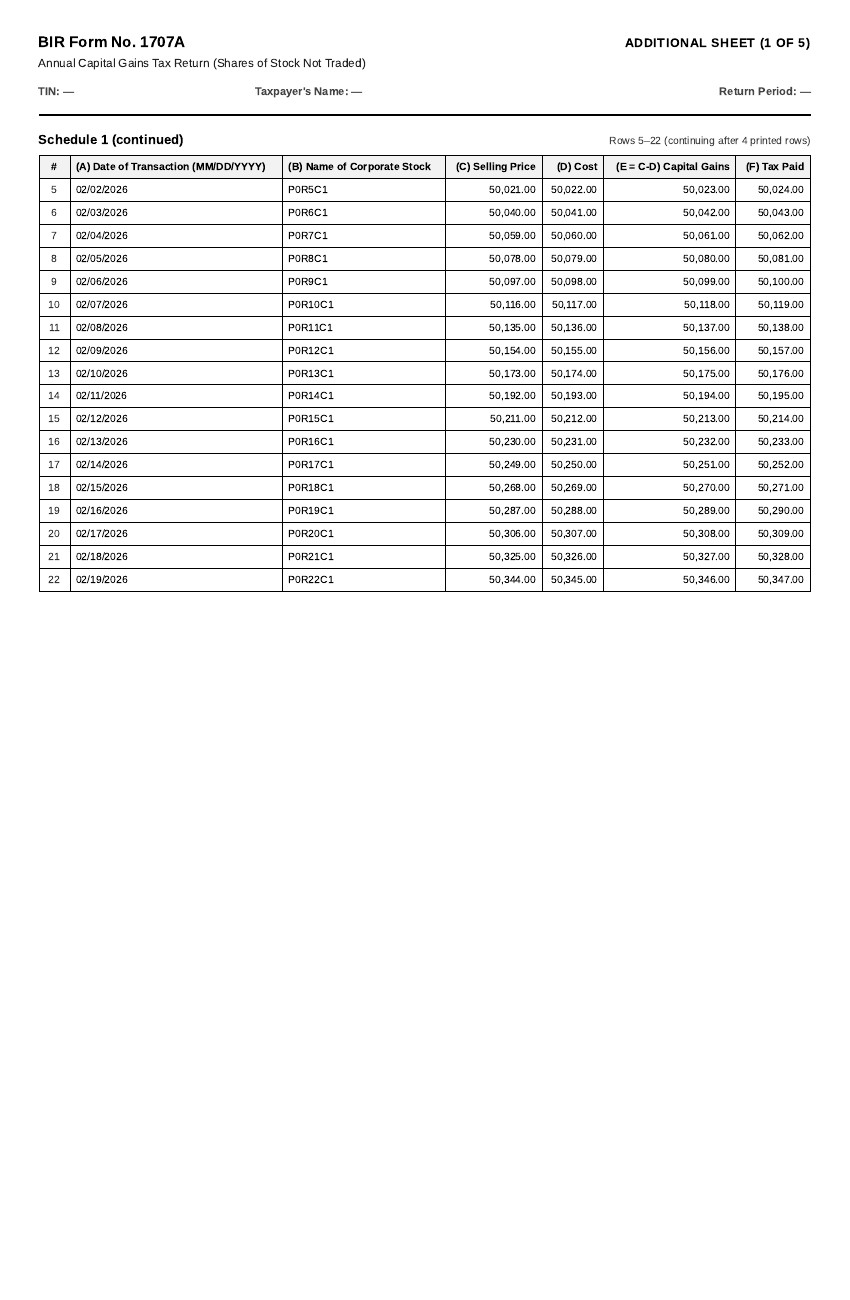 BIR Form No. 1707A
ADDITIONAL SHEET (1 OF 5)
Annual Capital Gains Tax Return (Shares of Stock Not Traded)
TIN: — Taxpayer's Name: — Return Period: —
Schedule 1 (continued) Rows 5–22 (continuing after 4 printed rows)
# (A) Date of Transaction (MM/DD/YYYY) (B) Name of Corporate Stock (C) Selling Price (D) Cost (E = C-D) Capital Gains (F) Tax Paid
5 02/02/2026 P0R5C1 50,021.00 50,022.00 50,023.00 50,024.00
6 02/03/2026 P0R6C1 50,040.00 50,041.00 50,042.00 50,043.00
7 02/04/2026 P0R7C1 50,059.00 50,060.00 50,061.00 50,062.00
8 02/05/2026 P0R8C1 50,078.00 50,079.00 50,080.00 50,081.00
9 02/06/2026 P0R9C1 50,097.00 50,098.00 50,099.00 50,100.00
10 02/07/2026 P0R10C1 50,116.00 50,117.00 50,118.00 50,119.00
11 02/08/2026 P0R11C1 50,135.00 50,136.00 50,137.00 50,138.00
12 02/09/2026 P0R12C1 50,154.00 50,155.00 50,156.00 50,157.00
13 02/10/2026 P0R13C1 50,173.00 50,174.00 50,175.00 50,176.00
14 02/11/2026 P0R14C1 50,192.00 50,193.00 50,194.00 50,195.00
15 02/12/2026 P0R15C1 50,211.00 50,212.00 50,213.00 50,214.00
16 02/13/2026 P0R16C1 50,230.00 50,231.00 50,232.00 50,233.00
17 02/14/2026 P0R17C1 50,249.00 50,250.00 50,251.00 50,252.00
18 02/15/2026 P0R18C1 50,268.00 50,269.00 50,270.00 50,271.00
19 02/16/2026 P0R19C1 50,287.00 50,288.00 50,289.00 50,290.00
20 02/17/2026 P0R20C1 50,306.00 50,307.00 50,308.00 50,309.00
21 02/18/2026 P0R21C1 50,325.00 50,326.00 50,327.00 50,328.00
22 02/19/2026 P0R22C1 50,344.00 50,345.00 50,346.00 50,347.00